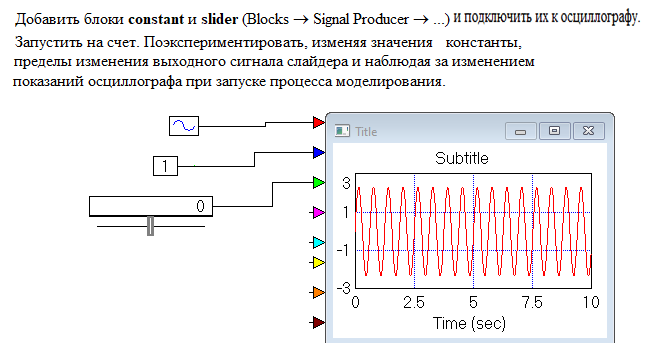 Добавить блоки constant и slider (Blocks → Signal Producer → ...) и подключить их к осциллографу.
Запустить на счет. Поэкспериментировать, изменяя значения константы,
пределы изменения выходного сигнала слайдера и наблюдая за изменением
показаний осциллографа при запуске процесса моделирования.
Title
Subtitle
1
0
3
1
-1
-3
0 2.5 5 7.5 10
Time (sec)